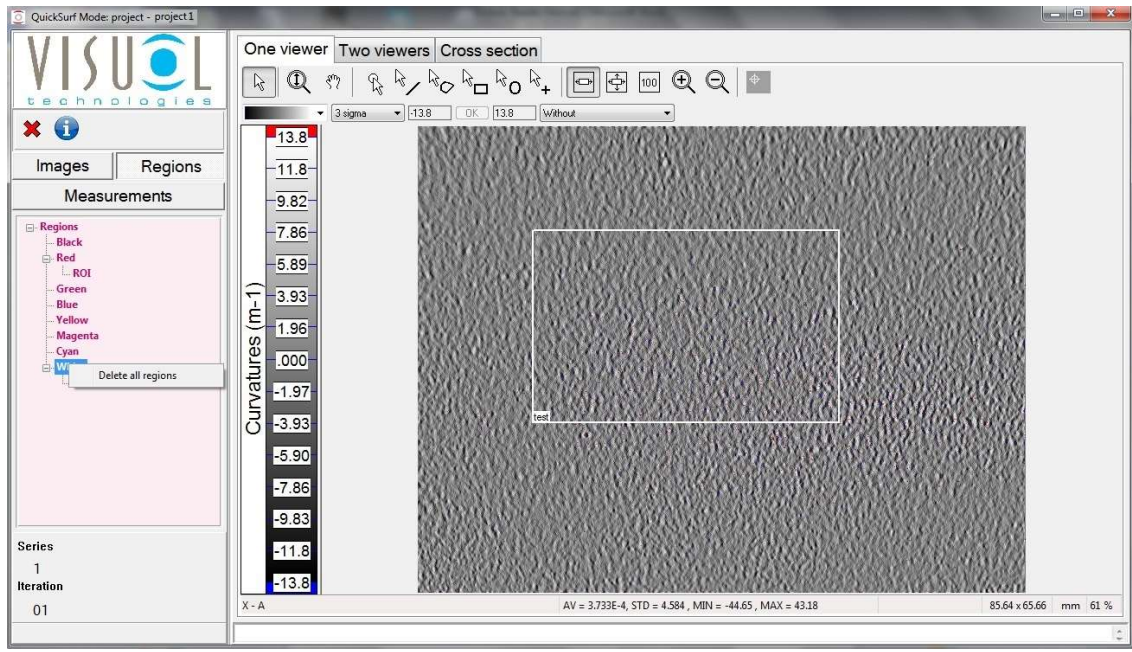 QuickSurf Mode: project - project1
VISUOL
technologies
Images Regions
Measurements
Regions
Black
Red
ROI
Green
Blue
Yellow
Magenta
Cyan
Delete all regions
Series
1
Iteration
01
One viewer Two viewers Cross section
100
3 sigma -13.8 OK 13.8 Without
Curvatures (m-1)
13.8
11.8
9.82
7.86
5.89
3.93
1.96
.000
-1.97
-3.93
-5.90
-7.86
-9.83
-11.8
-13.8
test
X - A AV = 3.733E-4, STD = 4.584 , MIN = -44.65 , MAX = 43.18 85.64 x 65.66 mm 61 %